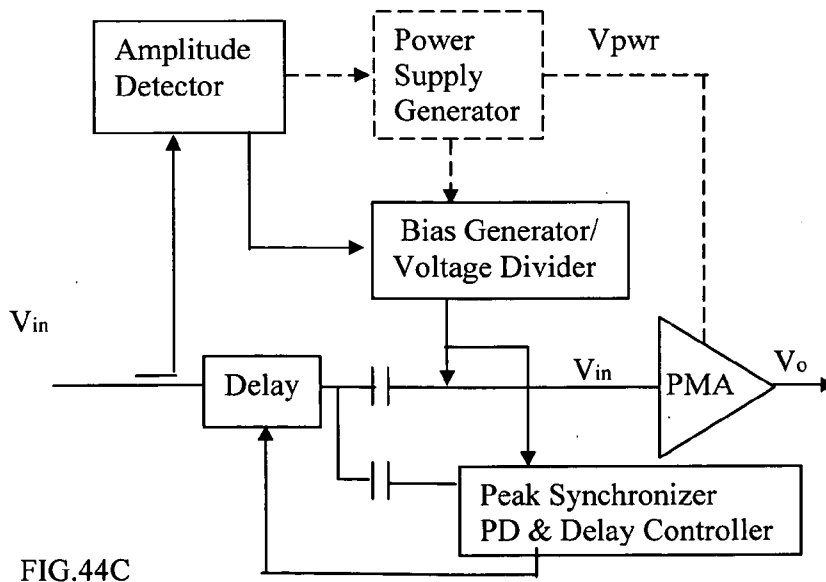 Amplitude
Detector
Power
Supply
Generator
Vpwr
Bias Generator/
Voltage Divider
Vin
Delay
Vin
PMA
Vo
Peak Synchronizer
PD & Delay Controller
FIG.44C